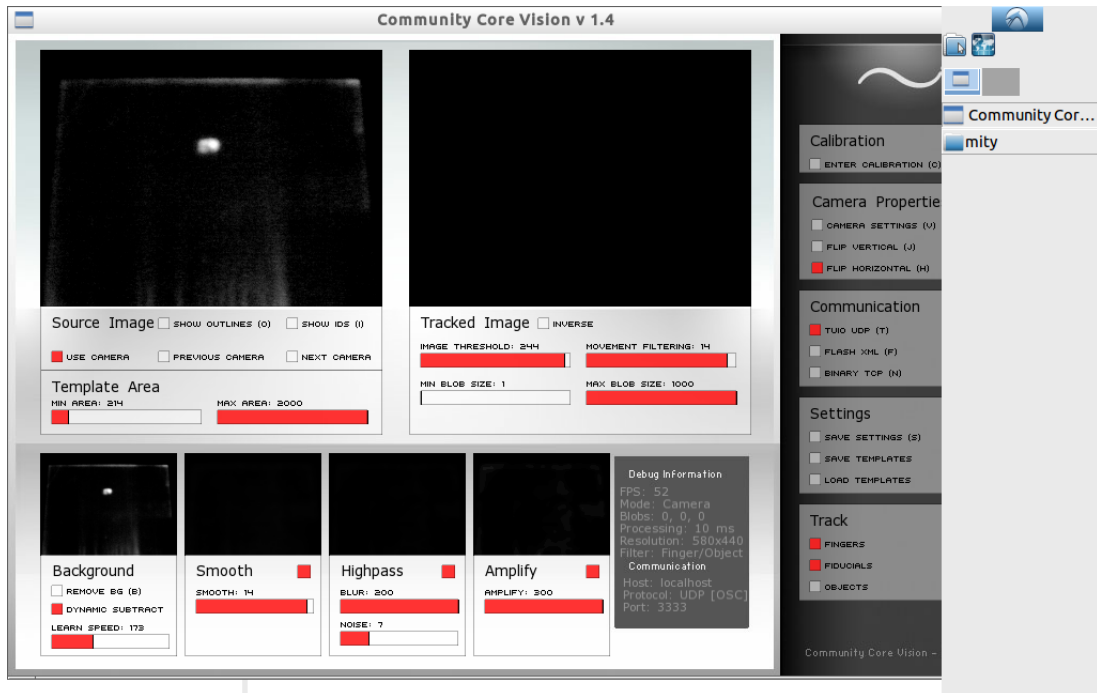 Community Core Vision v 1.4
Source Image
SHOW OUTLINES (O)
SHOW IDS (I)
USE CAMERA
PREVIOUS CAMERA
NEXT CAMERA
Template Area
MIN AREA: 214
MAX AREA: 2000
Tracked Image
INVERSE
IMAGE THRESHOLD: 244
MOVEMENT FILTERING: 14
MIN BLOB SIZE: 1
MAX BLOB SIZE: 1000
Background
REMOVE BG (B)
DYNAMIC SUBTRACT
LEARN SPEED: 173
Smooth
SMOOTH: 14
Highpass
BLUR: 200
NOISE: 7
Amplify
AMPLIFY: 300
Debug Information
FPS: 52
Mode: Camera
Blobs: 0, 0, 0
Processing: 10 ms
Resolution: 580x440
Filter: Finger/Object
Communication
Host: localhost
Protocol: UDP [OSC]
Port: 3333
Calibration
ENTER CALIBRATION (C)
Camera Propertie
CAMERA SETTINGS (V)
FLIP VERTICAL (J)
FLIP HORIZONTAL (H)
Communication
TUIO UDP (T)
FLASH XML (F)
BINARY TCP (N)
Settings
SAVE SETTINGS (S)
SAVE TEMPLATES
LOAD TEMPLATES
Track
FINGERS
FIDUCIALS
OBJECTS
Community Core Vision -
Community Cor...
mity